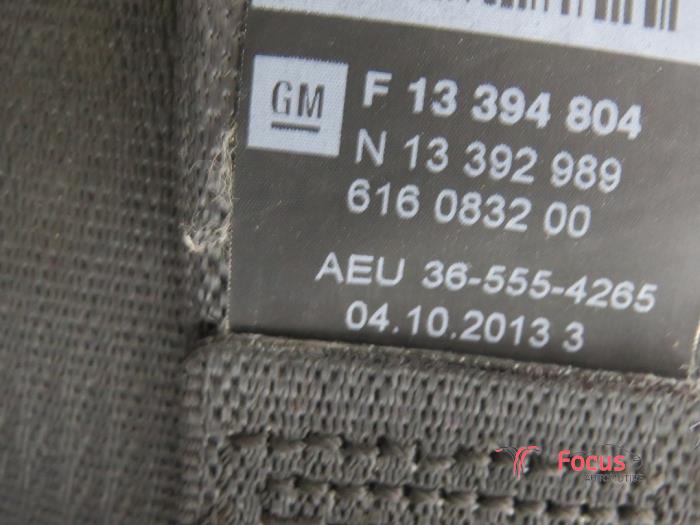 GM
F 13 394 804
N 13 392 989
616 0832 00
AEU 36-555-4265
04.10.2013 3
Focus
AUTOMOTIVE